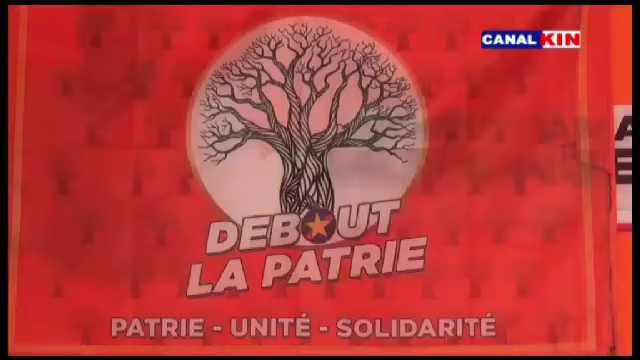 CANAL KIN
DEBOUT
LA PATRIE
PATRIE - UNITÉ - SOLIDARITÉ